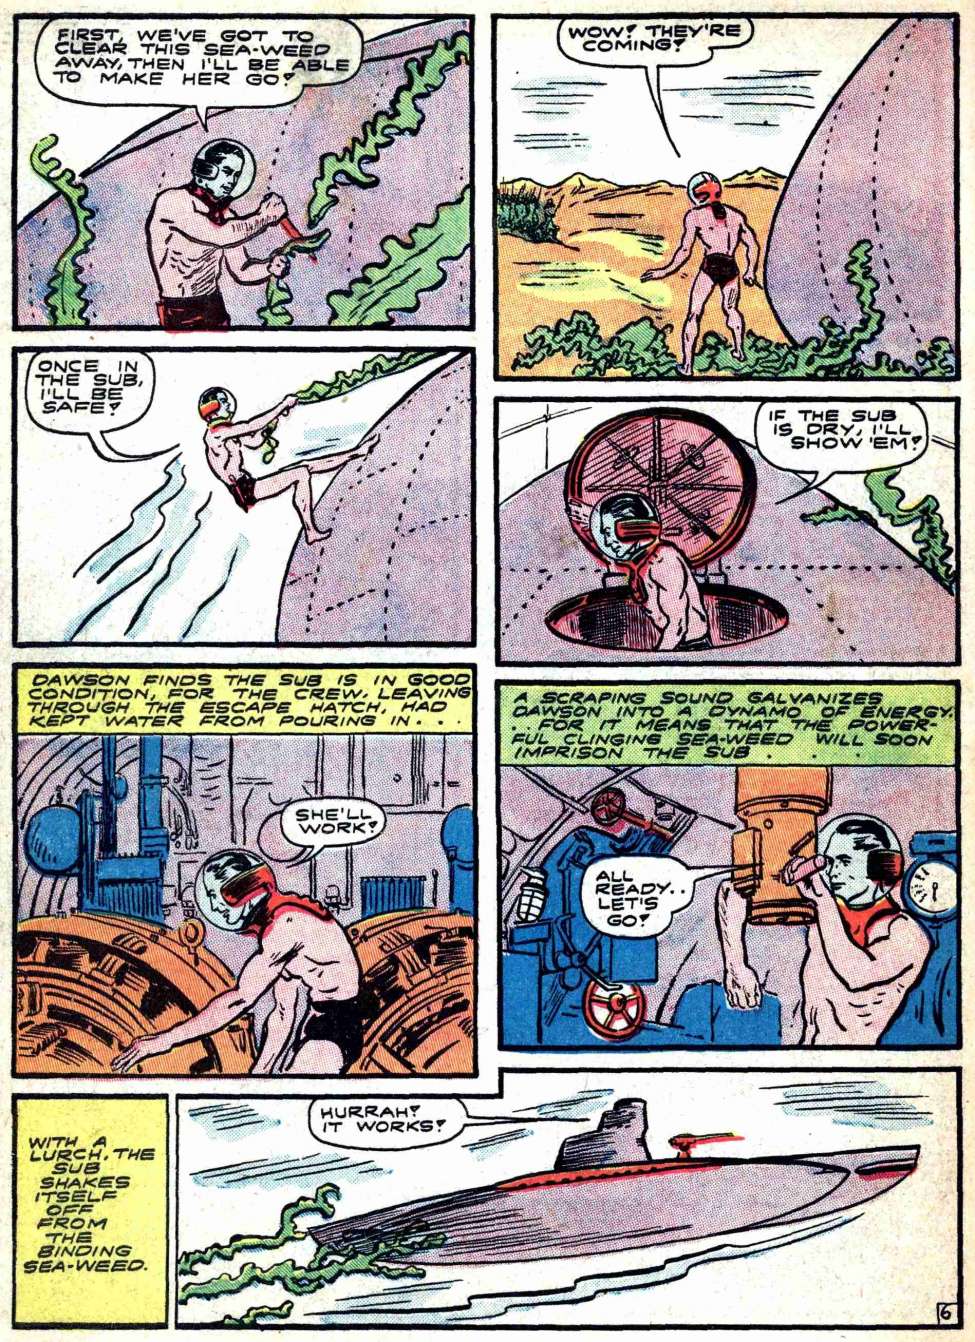 FIRST, WE'VE GOT TO
CLEAR THIS SEA-WEED
AWAY, THEN I'LL BE ABLE
TO MAKE HER GO!
WOW! THEY'RE
COMING!
ONCE IN
THE SUB,
I'LL BE
SAFE!
IF THE SUB
IS DRY, I'LL
SHOW 'EM!
DAWSON FINDS THE SUB IS IN GOOD
CONDITION, FOR THE CREW, LEAVING
THROUGH THE ESCAPE HATCH, HAD
KEPT WATER FROM POURING IN . . .
SHE'LL
WORK!
A SCRAPING SOUND GALVANIZES
DAWSON INTO A DYNAMO OF ENERGY.
. . FOR IT MEANS THAT THE POWER-
FUL CLINGING SEA-WEED WILL SOON
IMPRISON THE SUB . . . .
ALL
READY..
LET'S
GO!
WITH A
LURCH, THE
SUB
SHAKES
ITSELF
OFF
FROM
THE
BINDING
SEA-WEED.
HURRAH!
IT WORKS!
6